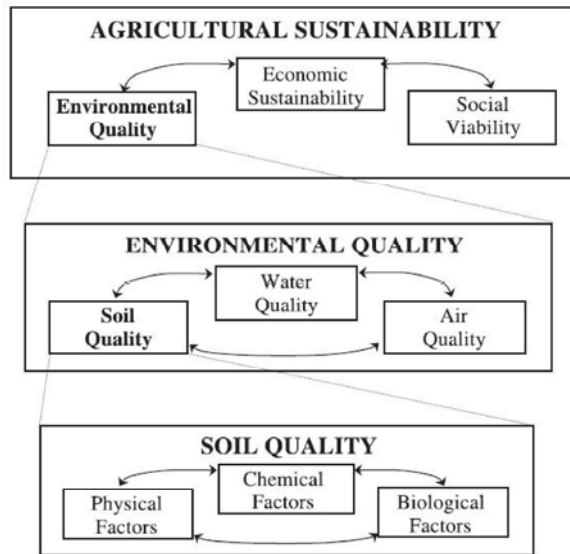 AGRICULTURAL SUSTAINABILITY
Economic
Sustainability
Environmental
Quality
Social
Viability
ENVIRONMENTAL QUALITY
Water
Quality
Soil
Quality
Air
Quality
SOIL QUALITY
Chemical
Factors
Physical
Factors
Biological
Factors